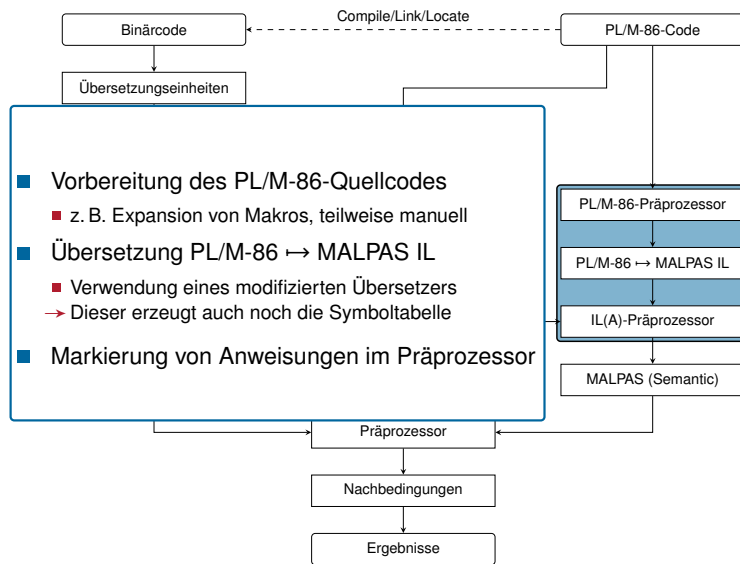 Binärcode
Compile/Link/Locate
PL/M-86-Code
Übersetzungseinheiten
Vorbereitung des PL/M-86-Quellcodes
z. B. Expansion von Makros, teilweise manuell
Übersetzung PL/M-86 ↦ MALPAS IL
Verwendung eines modifizierten Übersetzers
→ Dieser erzeugt auch noch die Symboltabelle
Markierung von Anweisungen im Präprozessor
PL/M-86-Präprozessor
PL/M-86 ↦ MALPAS IL
IL(A)-Präprozessor
MALPAS (Semantic)
Präprozessor
Nachbedingungen
Ergebnisse